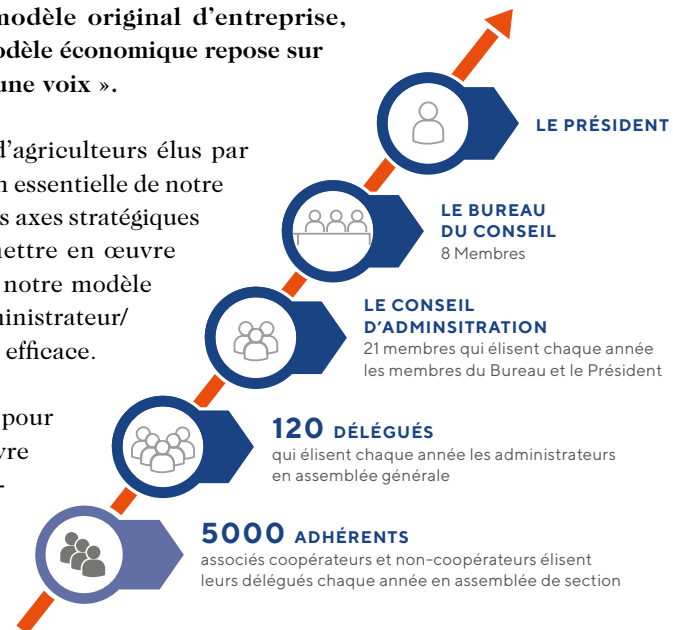 modèle original d’entreprise,
odèle économique repose sur
une voix ».
d’agriculteurs élus par
n essentielle de notre
s axes stratégiques
ettre en œuvre
notre modèle
ministrateur/
efficace.
pour
vre
-
LE PRÉSIDENT
LE BUREAU
DU CONSEIL
8 Membres
LE CONSEIL
D’ADMINSITRATION
21 membres qui élisent chaque année
les membres du Bureau et le Président
120 DÉLÉGUÉS
qui élisent chaque année les administrateurs
en assemblée générale
5000 ADHÉRENTS
associés coopérateurs et non-coopérateurs élisent
leurs délégués chaque année en assemblée de section